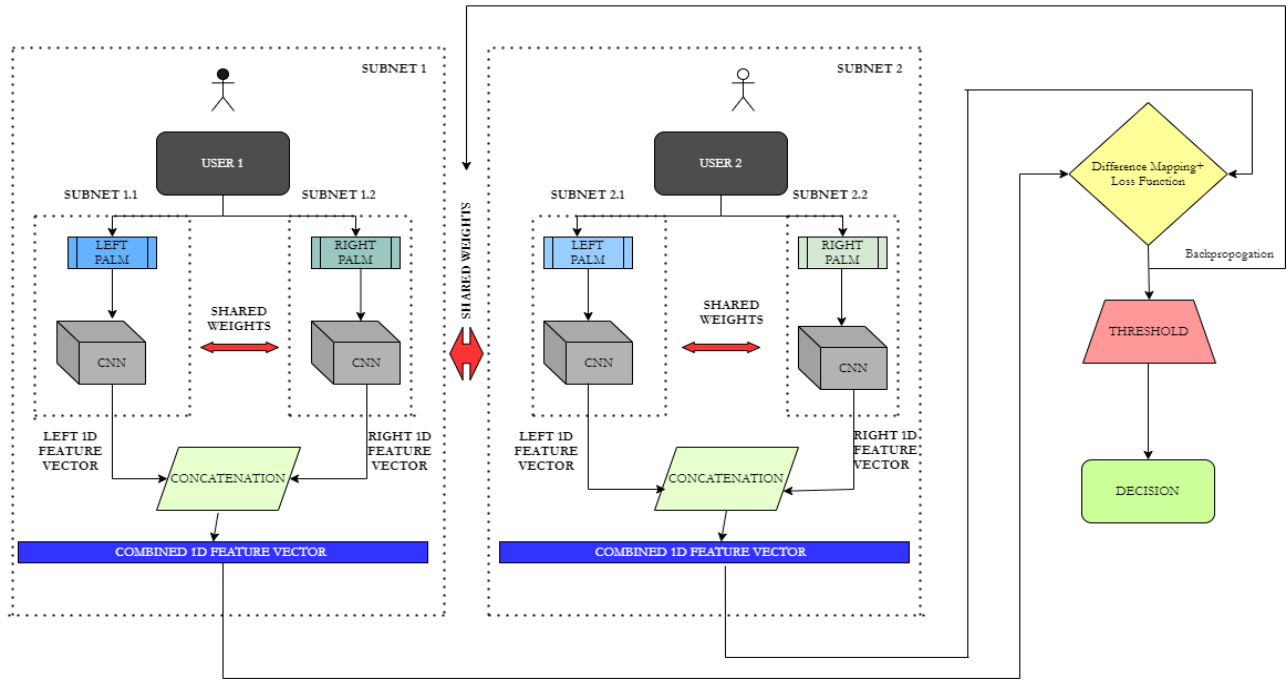 SUBNET 1
USER 1
SUBNET 1.1
SUBNET 1.2
LEFT
PALM
RIGHT
PALM
SHARED
WEIGHTS
CNN
CNN
LEFT 1D
FEATURE
VECTOR
RIGHT 1D
FEATURE
VECTOR
CONCATENATION
COMBINED 1D FEATURE VECTOR
SHARED WEIGHTS
SUBNET 2
USER 2
SUBNET 2.1
SUBNET 2.2
LEFT
PALM
RIGHT
PALM
SHARED
WEIGHTS
CNN
CNN
LEFT 1D
FEATURE
VECTOR
RIGHT 1D
FEATURE
VECTOR
CONCATENATION
COMBINED 1D FEATURE VECTOR
Difference Mapping+
Loss Function
Backpropogation
THRESHOLD
DECISION